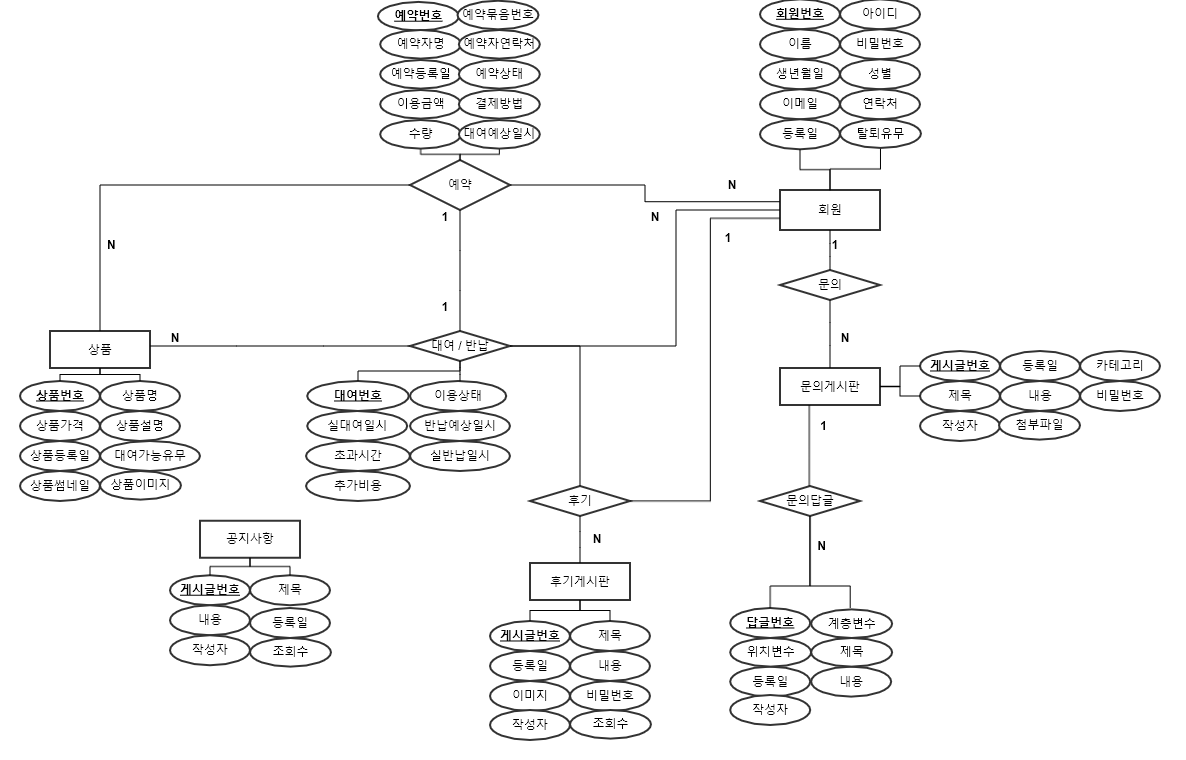 예약번호 예약묶음번호
예약자명 예약자연락처
예약등록일 예약상태
이용금액 결제방법
수량 대여예상일시
회원번호 아이디
이름 비밀번호
생년월일 성별
이메일 연락처
등록일 탈퇴유무
예약
N
회원
N
1
N
1
1
N
문의
1
상품
N
대여 / 반납
N
문의게시판
상품번호 상품명
상품가격 상품설명
상품등록일 대여가능유무
상품썸네일 상품이미지
대여번호 이용상태
실대여일시 반납예상일시
초과시간 실반납일시
추가비용
게시글번호 등록일 카테고리
제목 내용 비밀번호
작성자 첨부파일
1
후기
문의답글
N
N
공지사항
게시글번호 제목
내용 등록일
작성자 조회수
후기게시판
게시글번호 제목
등록일 내용
이미지 비밀번호
작성자 조회수
답글번호 계층변수
위치변수 제목
등록일 내용
작성자